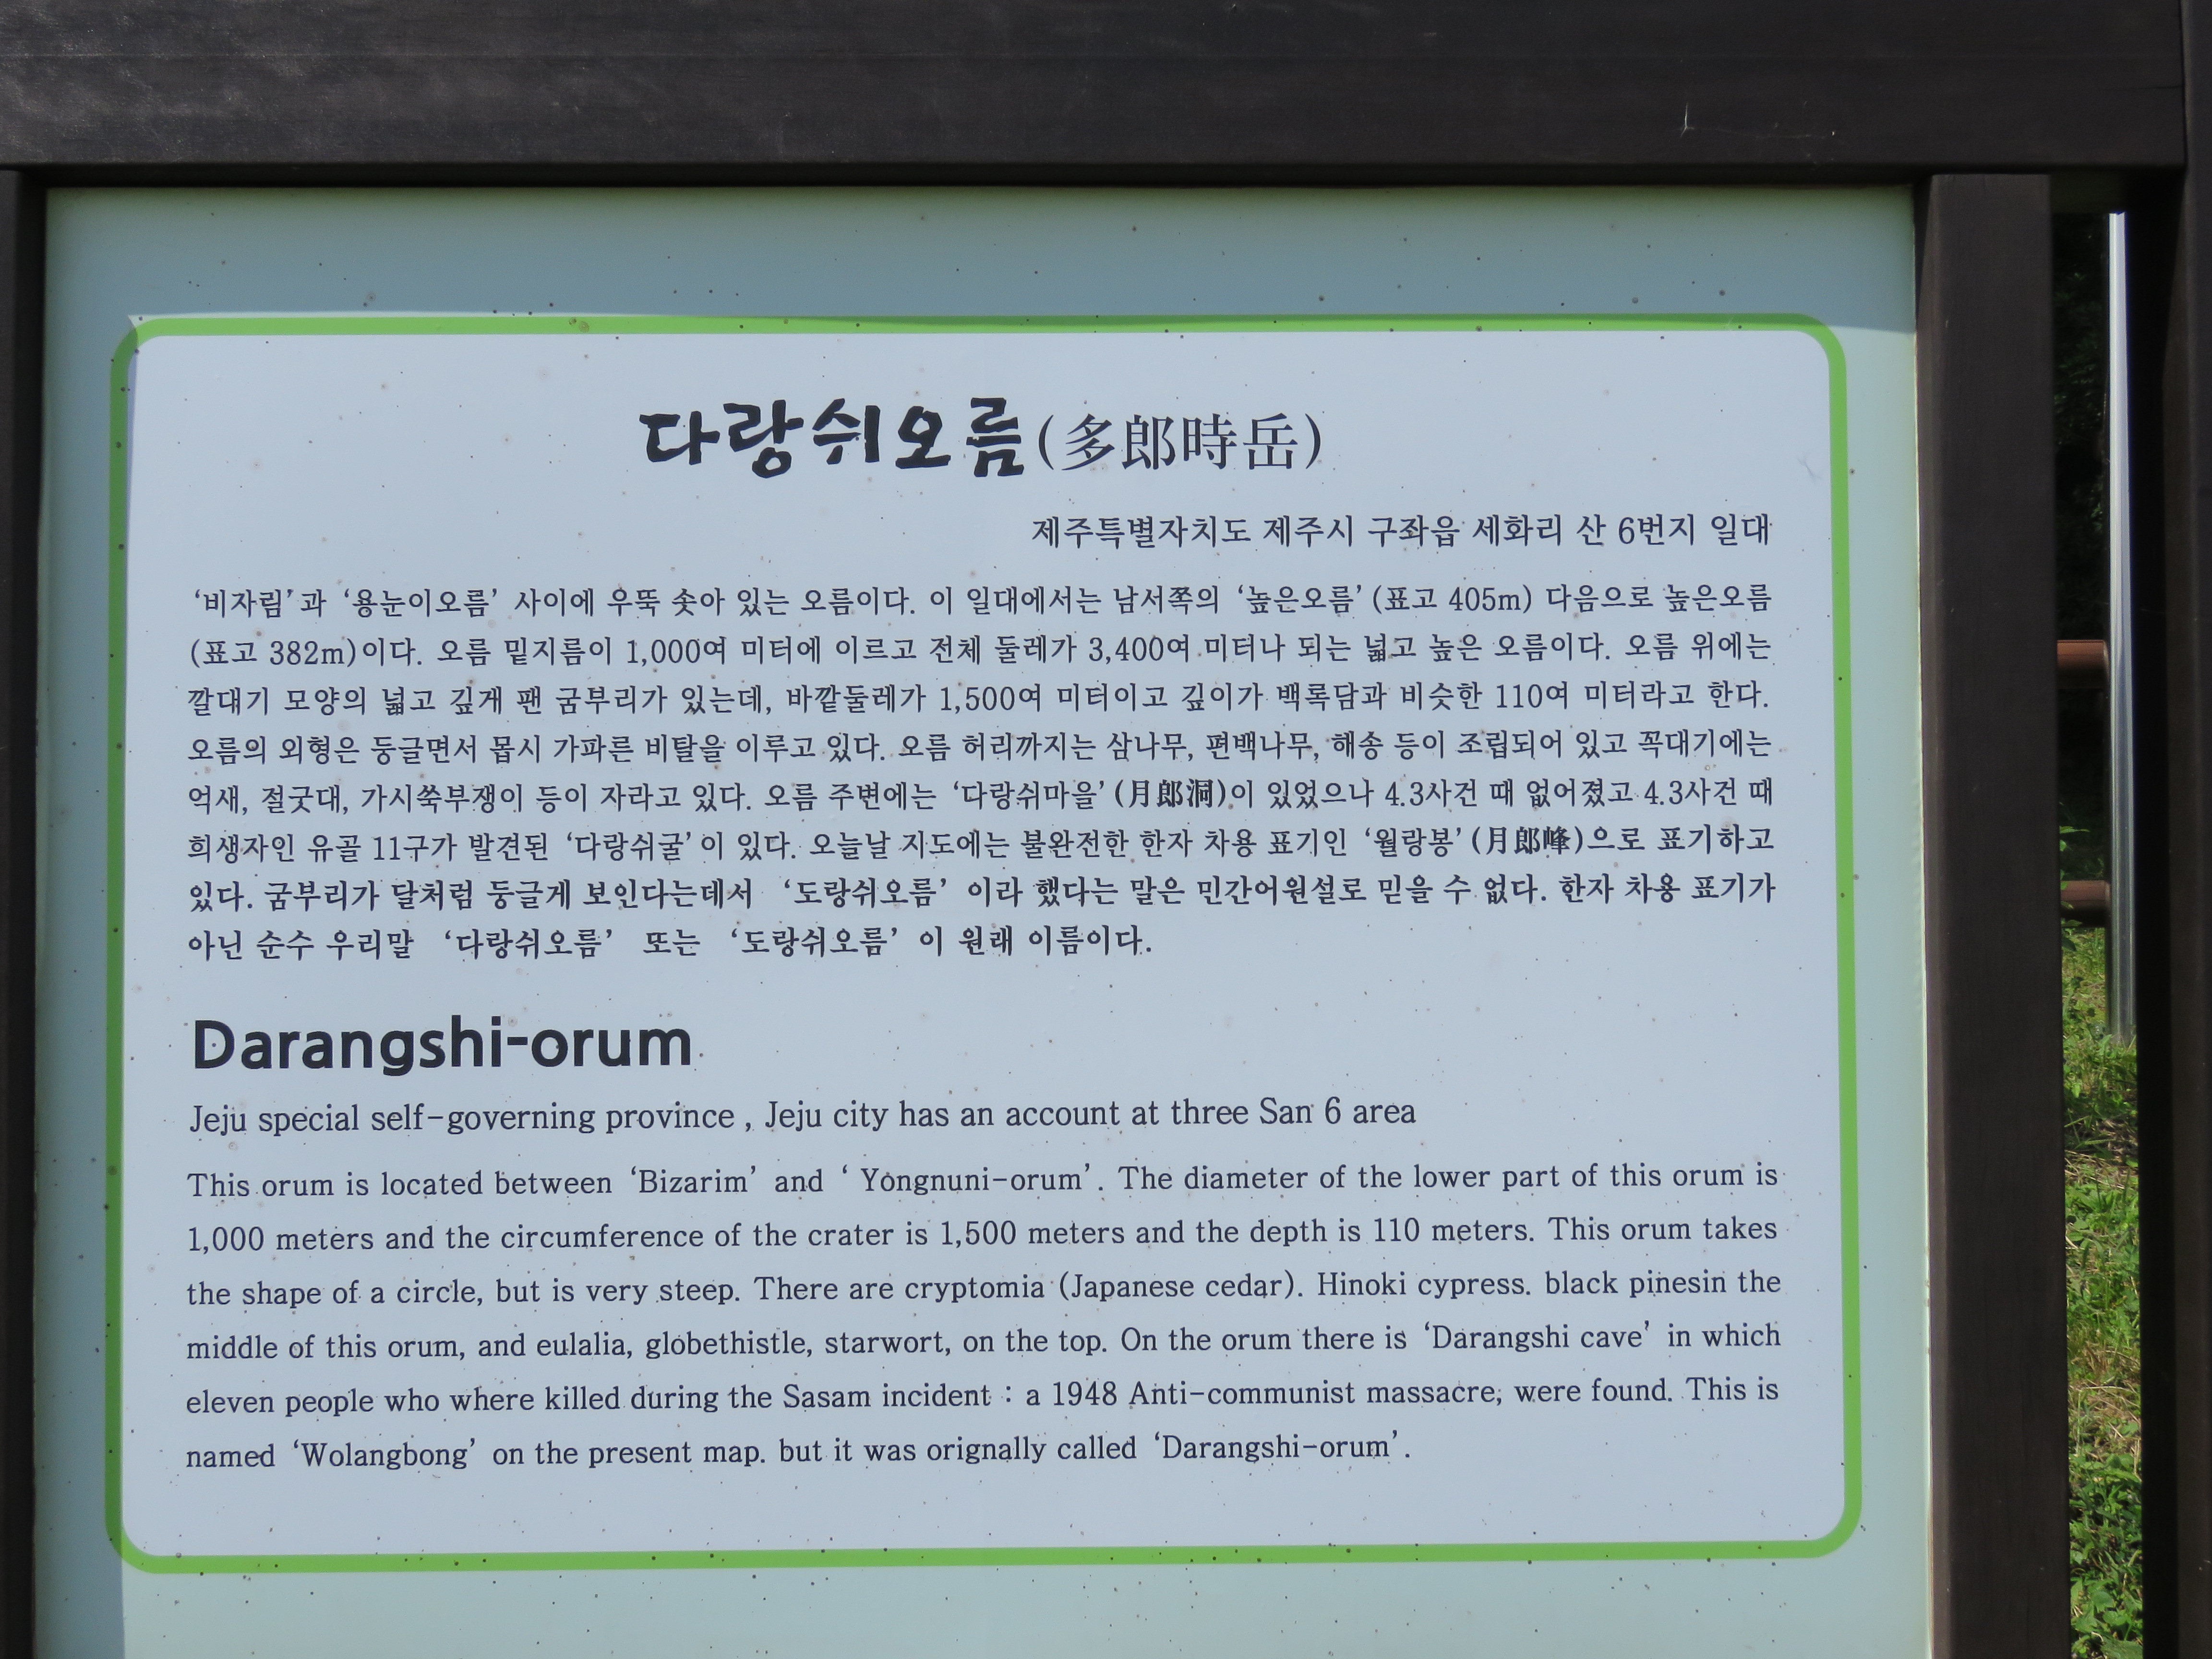 다랑쉬오름(多郎時岳)
제주특별자치도 제주시 구좌읍 세화리 산 6번지 일대
‘비자림’과 ‘용눈이오름’ 사이에 우뚝 솟아 있는 오름이다. 이 일대에서는 남서쪽의 ‘높은오름’(표고 405m) 다음으로 높은오름
(표고 382m)이다. 오름 밑지름이 1,000여 미터에 이르고 전체 둘레가 3,400여 미터나 되는 넓고 높은 오름이다. 오름 위에는
깔대기 모양의 넓고 깊게 팬 굼부리가 있는데, 바깥둘레가 1,500여 미터이고 깊이가 백록담과 비슷한 110여 미터라고 한다.
오름의 외형은 둥글면서 몹시 가파른 비탈을 이루고 있다. 오름 허리까지는 삼나무, 편백나무, 해송 등이 조림되어 있고 꼭대기에는
억새, 절굿대, 가시쑥부쟁이 등이 자라고 있다. 오름 주변에는 ‘다랑쉬마을’(月郎洞)이 있었으나 4.3사건 때 없어졌고 4.3사건 때
희생자인 유골 11구가 발견된 ‘다랑쉬굴’이 있다. 오늘날 지도에는 불완전한 한자 차용 표기인 ‘월랑봉’(月郎峰)으로 표기하고
있다. 굼부리가 달처럼 둥글게 보인다는데서 ‘도랑쉬오름’ 이라 했다는 말은 민간어원설로 믿을 수 없다. 한자 차용 표기가
아닌 순수 우리말 ‘다랑쉬오름’ 또는 ‘도랑쉬오름’ 이 원래 이름이다.
Darangshi-orum
Jeju special self-governing province , Jeju city has an account at three San 6 area
This orum is located between ‘Bizarim’ and ‘ Yongnuni-orum’. The diameter of the lower part of this orum is
1,000 meters and the circumference of the crater is 1,500 meters and the depth is 110 meters. This orum takes
the shape of a circle, but is very steep. There are cryptomia (Japanese cedar). Hinoki cypress. black pinesin the
middle of this orum, and eulalia, globethistle, starwort, on the top. On the orum there is ‘Darangshi cave’ in which
eleven people who where killed during the Sasam incident : a 1948 Anti-communist massacre, were found. This is
named ‘Wolangbong’ on the present map. but it was orignally called ‘Darangshi-orum’.